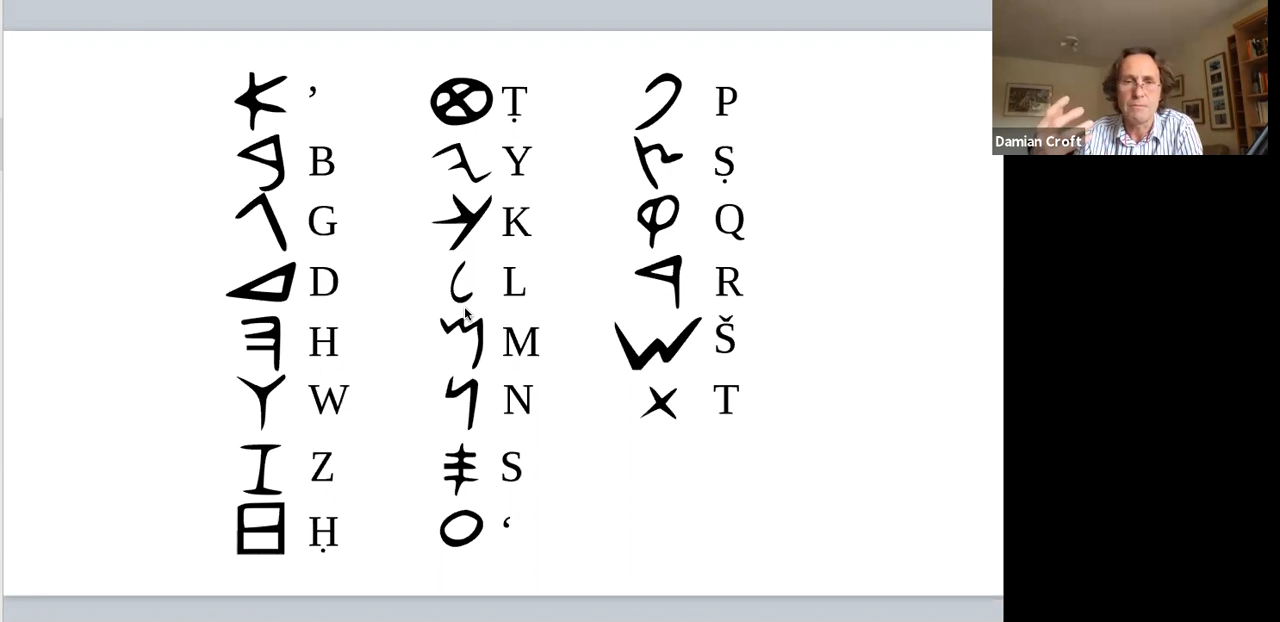 𐤀 ’
𐤁 B
𐤂 G
𐤃 D
𐤄 H
𐤅 W
𐤆 Z
𐤇 Ḥ
𐤈 Ṭ
𐤉 Y
𐤊 K
𐤋 L
𐤌 M
𐤍 N
𐤎 S
𐤏 ‘
𐤐 P
𐤑 Ṣ
𐤒 Q
𐤓 R
𐤔 Š
𐤕 T
Damian Croft